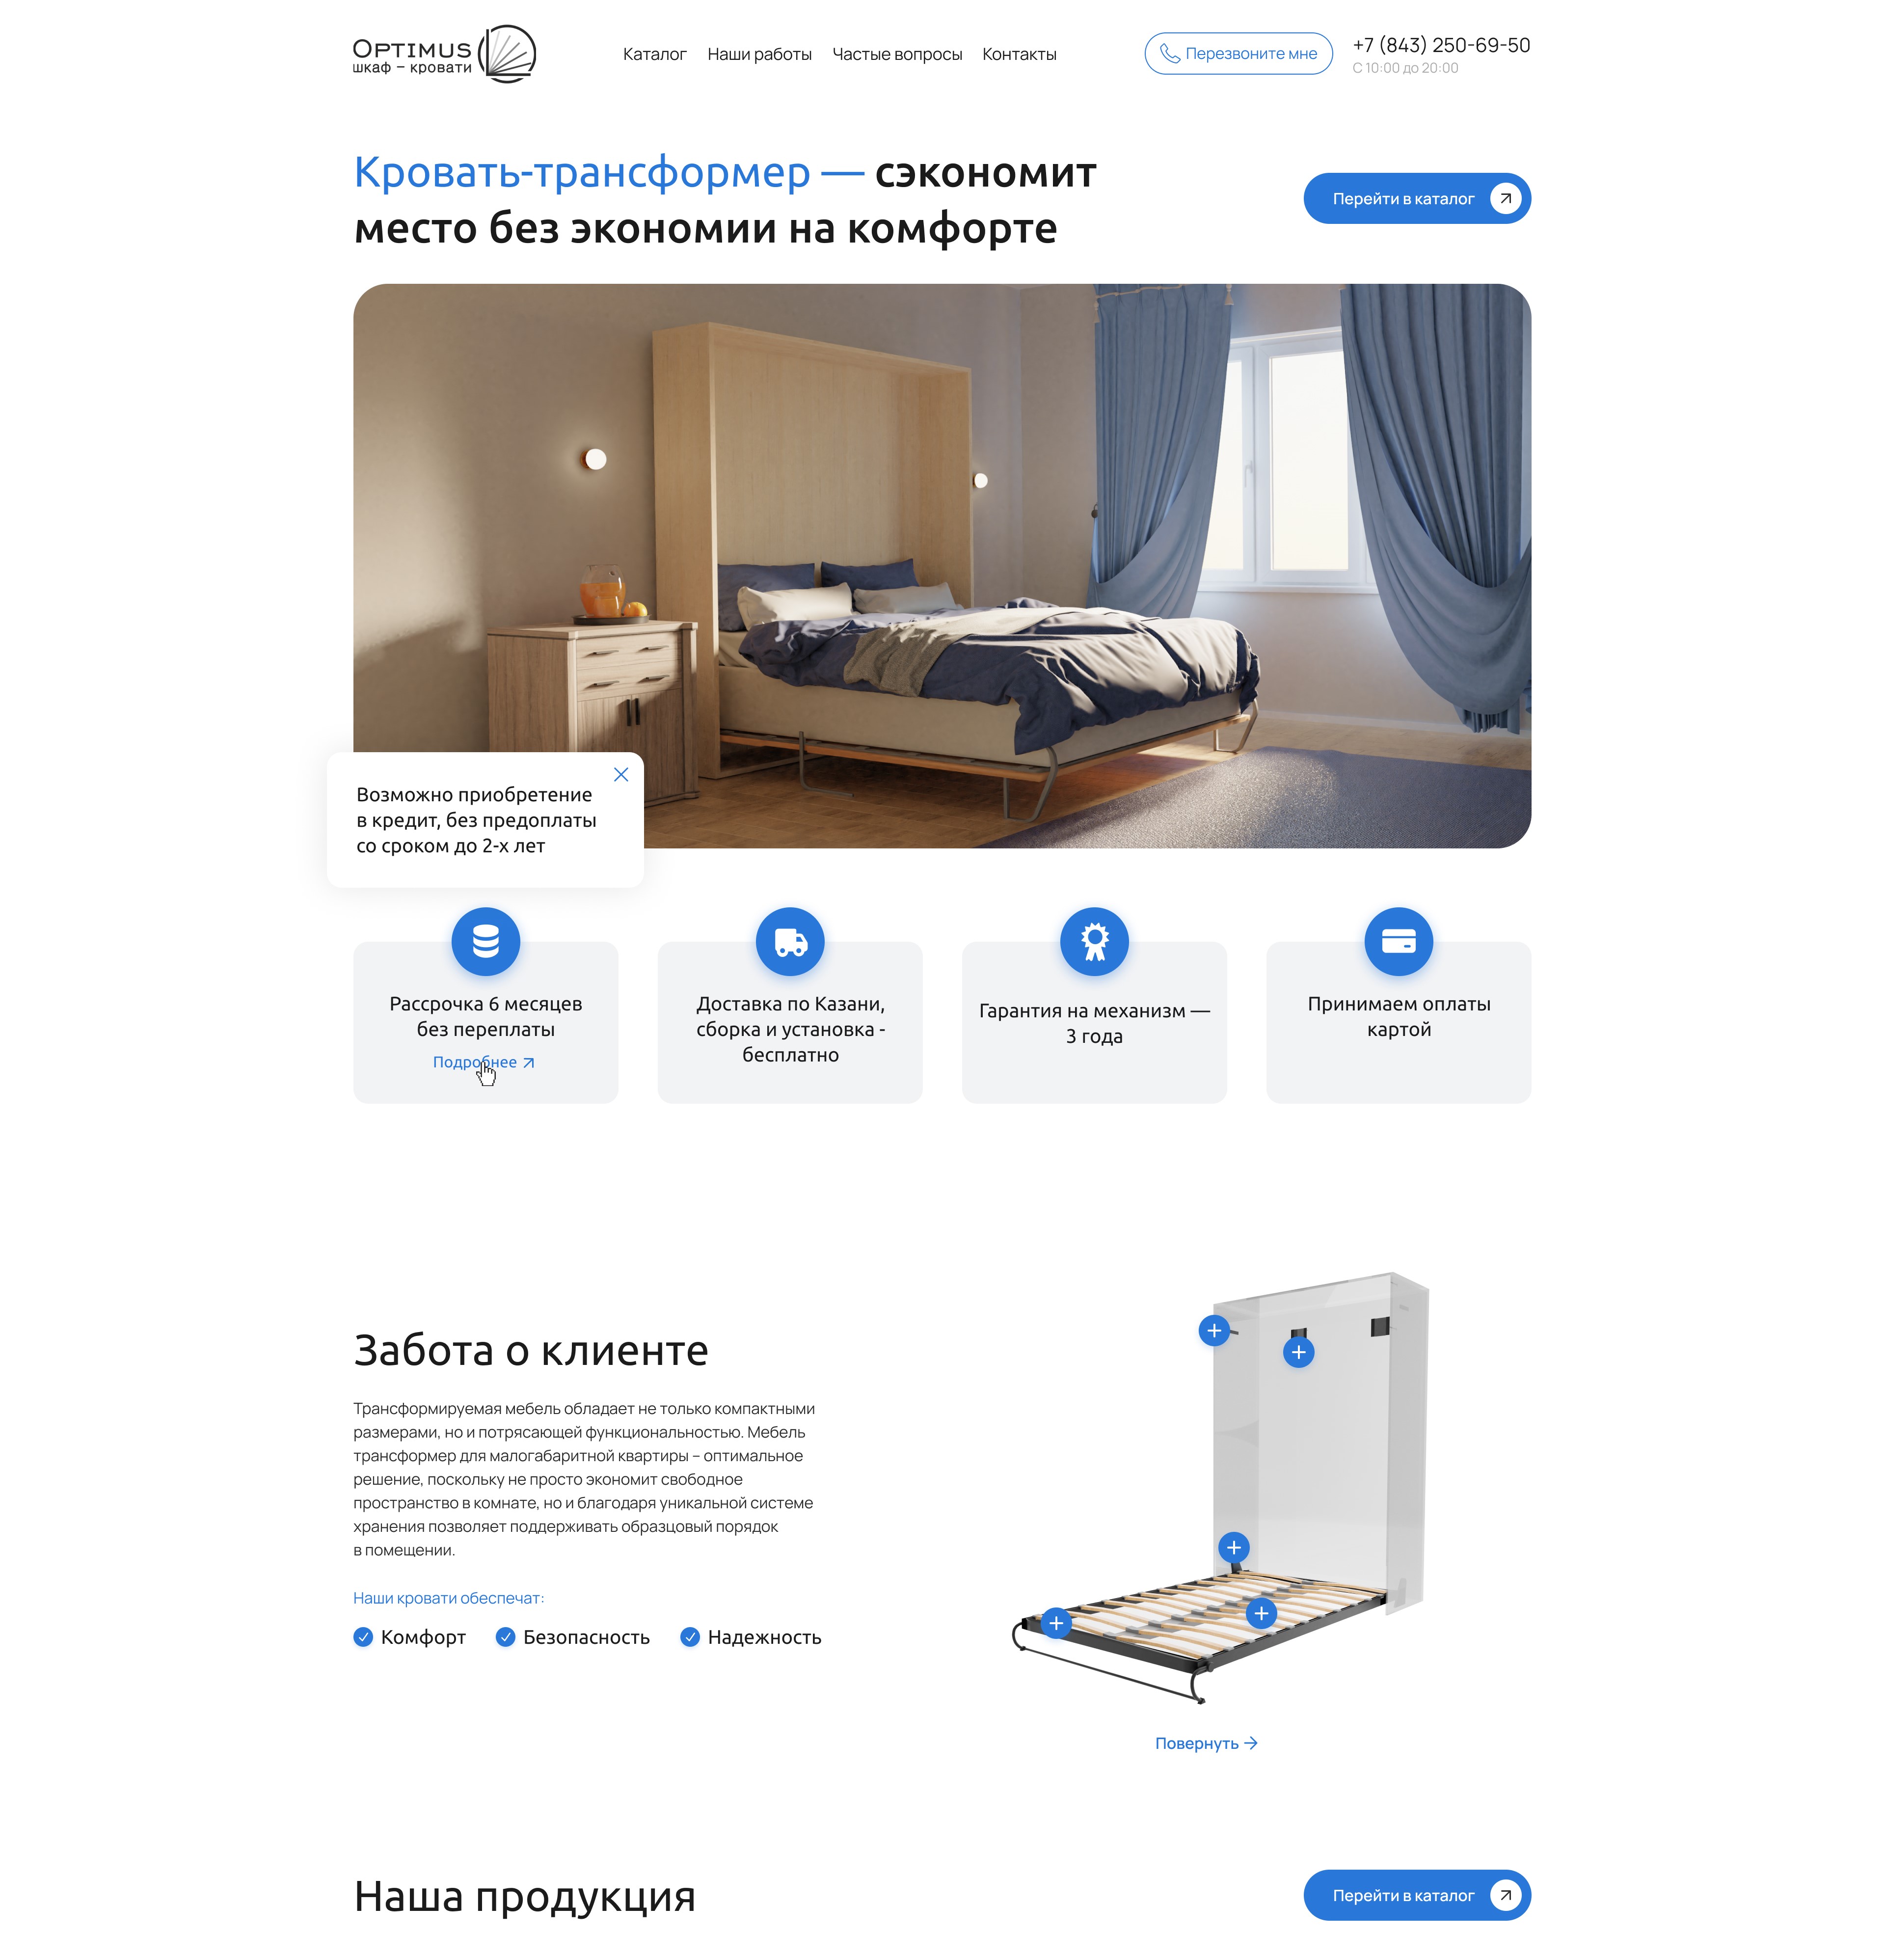 OPTIMUS
шкаф – кровати
Каталог
Наши работы
Частые вопросы
Контакты
Перезвоните мне
+7 (843) 250-69-50
С 10:00 до 20:00
Кровать-трансформер — сэкономит
место без экономии на комфорте
Перейти в каталог
Возможно приобретение
в кредит, без предоплаты
со сроком до 2-х лет
Рассрочка 6 месяцев
без переплаты
Подробнее
Доставка по Казани,
сборка и установка -
бесплатно
Гарантия на механизм —
3 года
Принимаем оплаты
картой
Забота о клиенте
Трансформируемая мебель обладает не только компактными
размерами, но и потрясающей функциональностью. Мебель
трансформер для малогабаритной квартиры – оптимальное
решение, поскольку не просто экономит свободное
пространство в комнате, но и благодаря уникальной системе
хранения позволяет поддерживать образцовый порядок
в помещении.
Наши кровати обеспечат:
Комфорт
Безопасность
Надежность
Повернуть
Наша продукция
Перейти в каталог